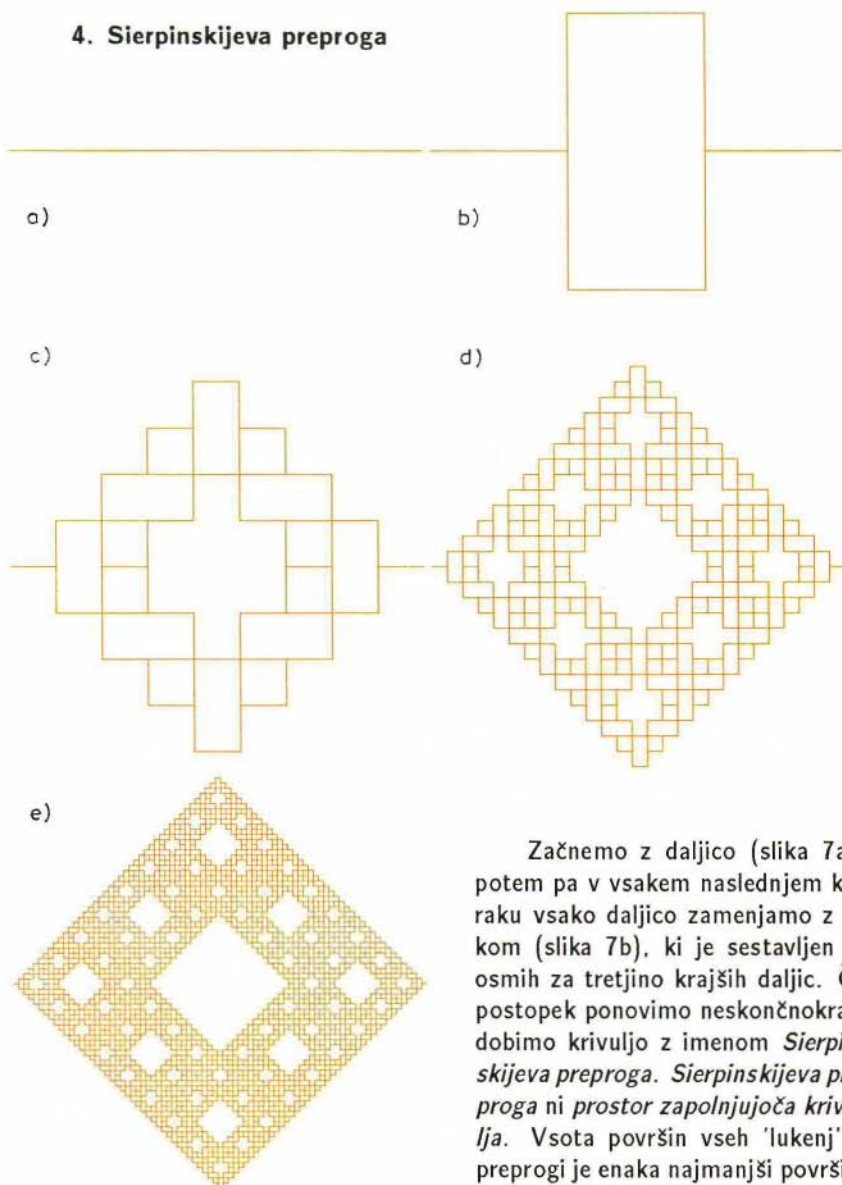 4. Sierpinskijeva preproga
a)
b)
c)
d)
e)
Začnemo z daljico (slika 7a
potem pa v vsakem naslednjem k
raku vsako daljico zamenjamo z
kom (slika 7b), ki je sestavljen
osmih za tretjino krajših daljic.
postopek ponovimo neskončnokra
dobimo krivuljo z imenom Sierpi
skijeva preproga. Sierpinskijeva p
proga ni prostor zapolnjujoča kriv
lja. Vsota površin vseh 'lukenj'
preprogi je enaka najmanjši površi